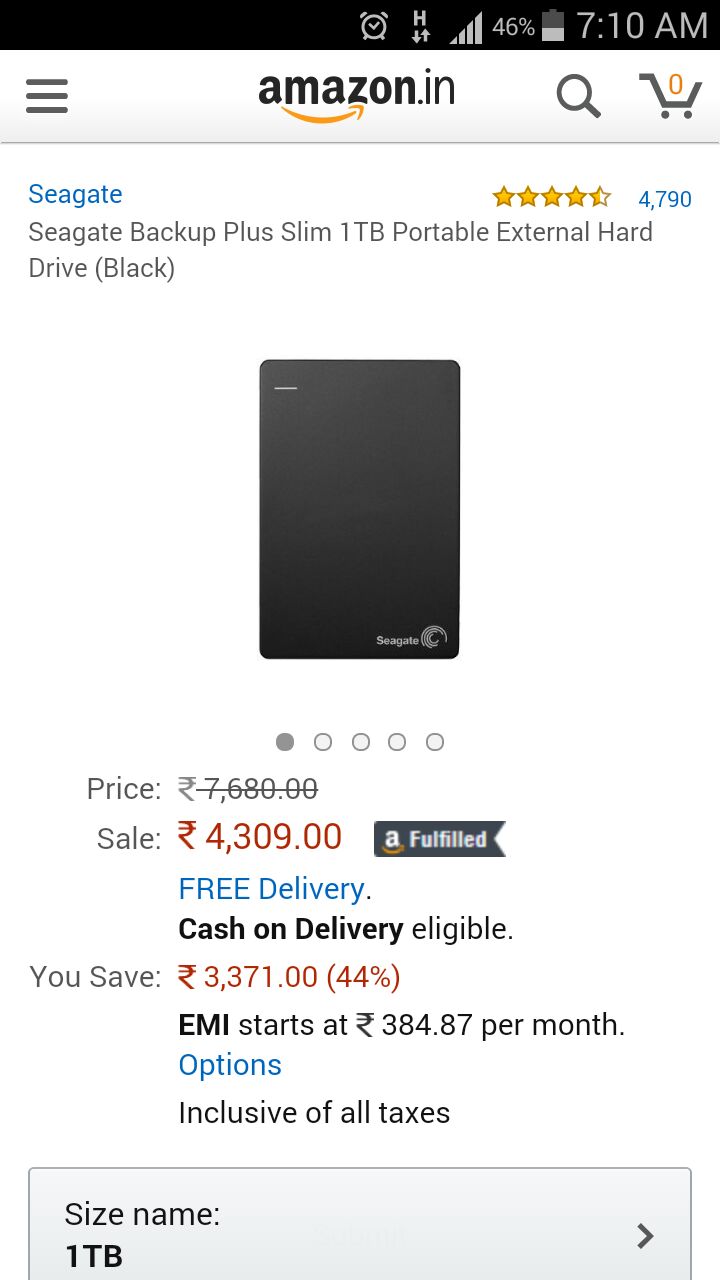 H 46% 7:10 AM
amazon.in 0
Seagate 4,790
Seagate Backup Plus Slim 1TB Portable External Hard
Drive (Black)
Seagate
Price: ₹ 7,680.00
Sale: ₹ 4,309.00 a Fulfilled
FREE Delivery.
Cash on Delivery eligible.
You Save: ₹ 3,371.00 (44%)
EMI starts at ₹ 384.87 per month.
Options
Inclusive of all taxes
Size name:
Submit
1TB